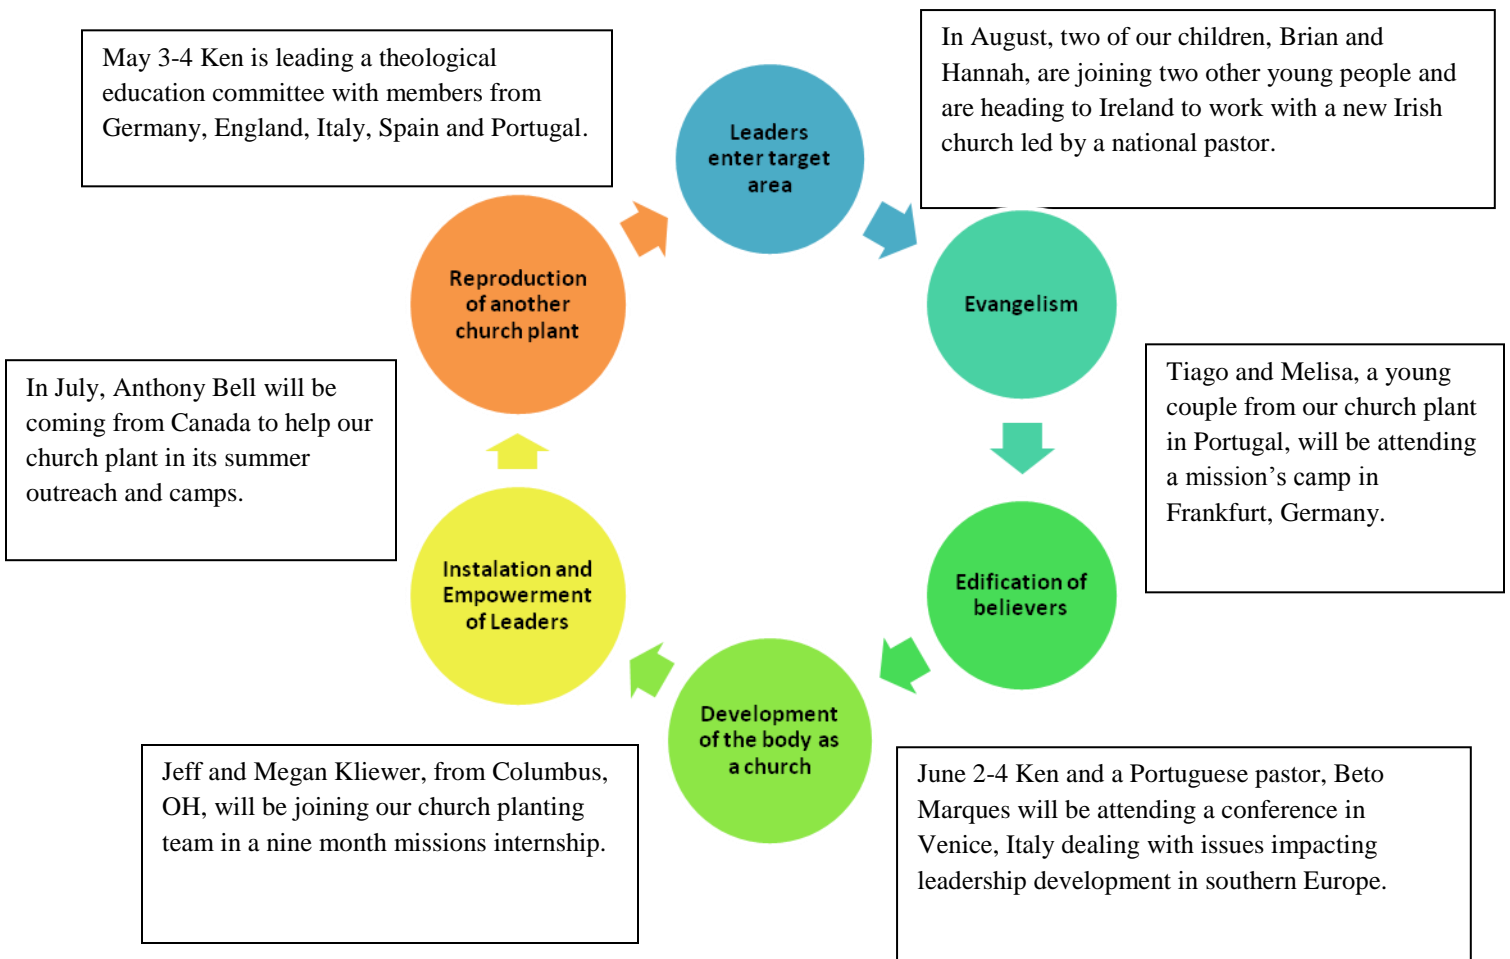 May 3-4 Ken is leading a theological
education committee with members from
Germany, England, Italy, Spain and Portugal.
In August, two of our children, Brian and
Hannah, are joining two other young people and
are heading to Ireland to work with a new Irish
church led by a national pastor.
Leaders
enter target
area
Reproduction
of another
church plant
Evangelism
In July, Anthony Bell will be
coming from Canada to help our
church plant in its summer
outreach and camps.
Tiago and Melisa, a young
couple from our church plant
in Portugal, will be attending
a mission’s camp in
Frankfurt, Germany.
Instalation and
Empowerment
of Leaders
Edification of
believers
Development
of the body as
a church
Jeff and Megan Kliewer, from Columbus,
OH, will be joining our church planting
team in a nine month missions internship.
June 2-4 Ken and a Portuguese pastor, Beto
Marques will be attending a conference in
Venice, Italy dealing with issues impacting
leadership development in southern Europe.